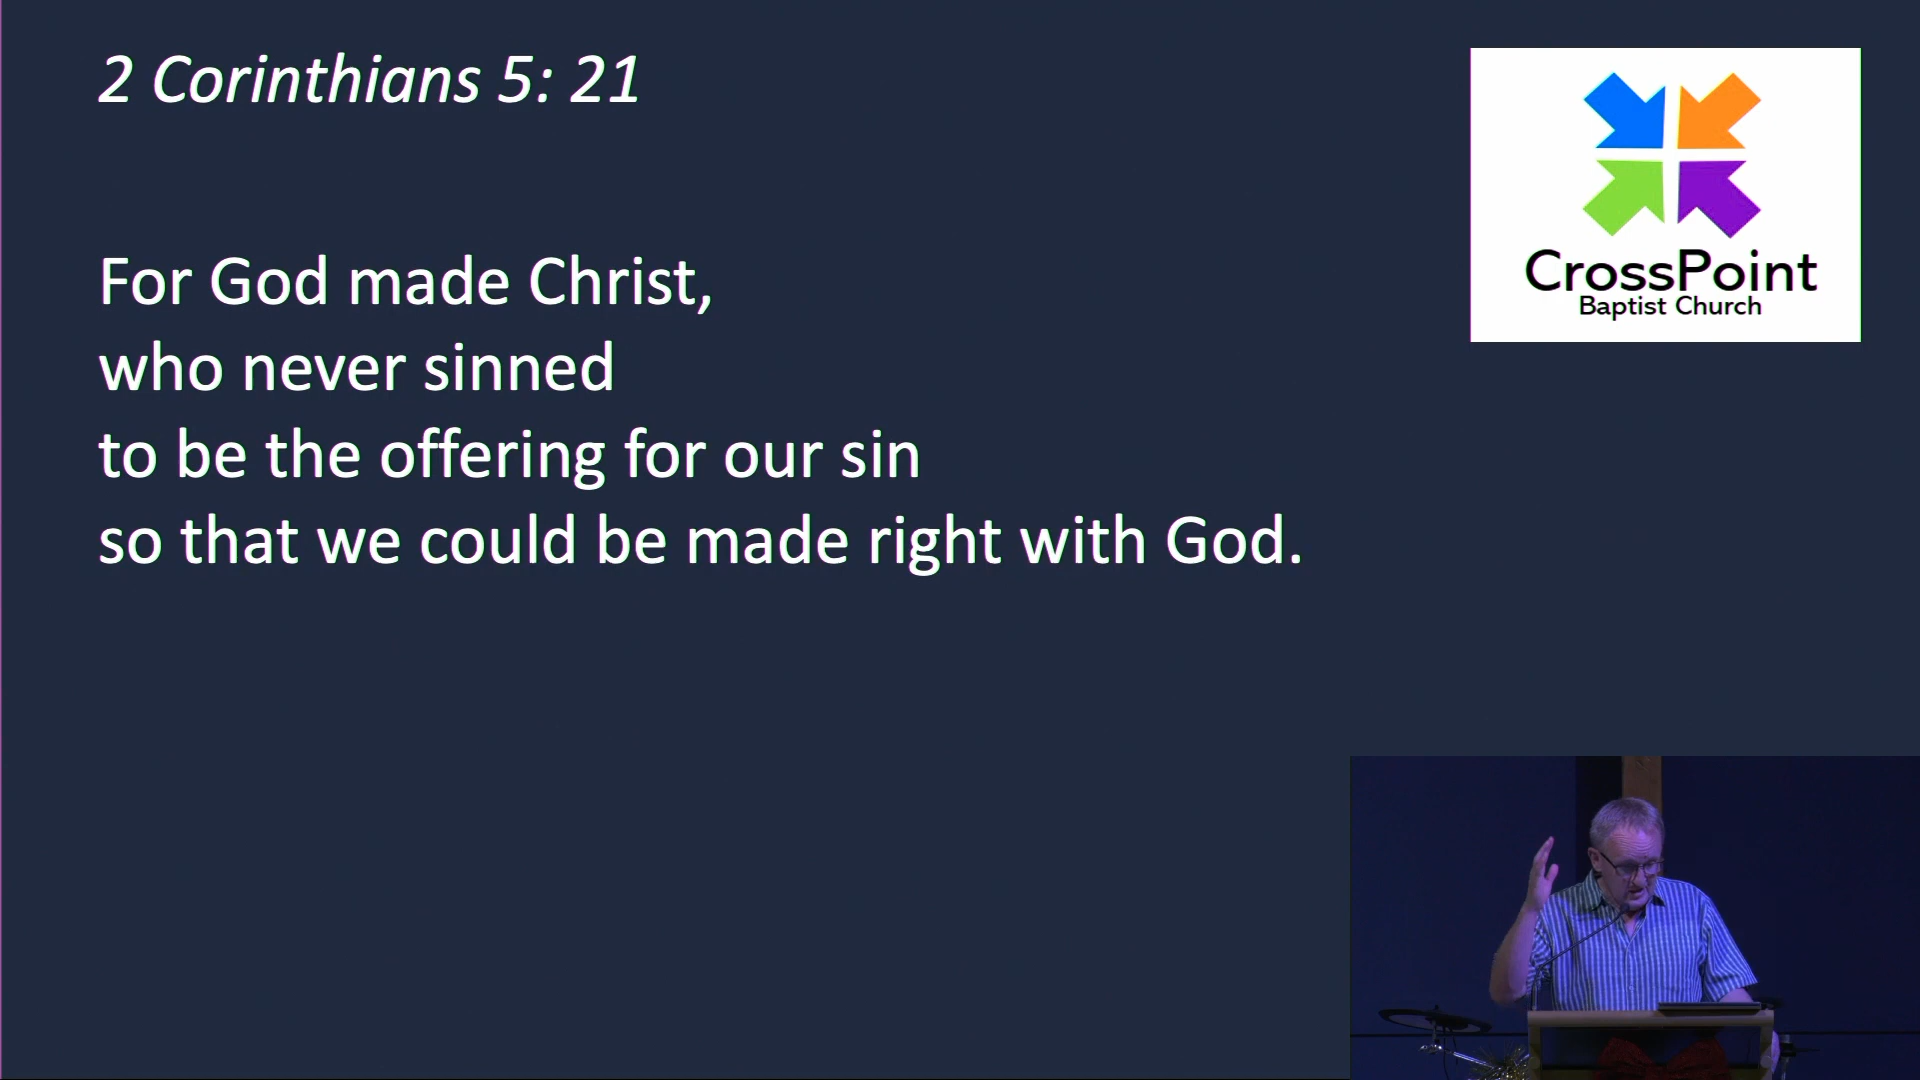 2 Corinthians 5: 21
For God made Christ,
who never sinned
to be the offering for our sin
so that we could be made right with God.
CrossPoint
Baptist Church